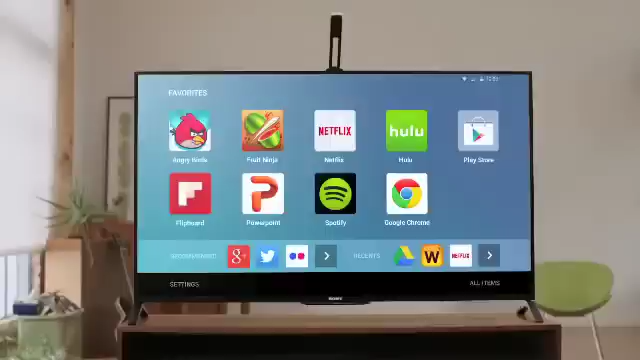 FAVORITES
NETFLIX
hulu
Angry Birds
Fruit Ninja
Netflix
Hulu
Play Store
P
Flipboard
Powerpoint
Spotify
Google Chrome
RECENTS
g+
W
NETFLIX
SETTINGS
ALL ITEMS
SONY